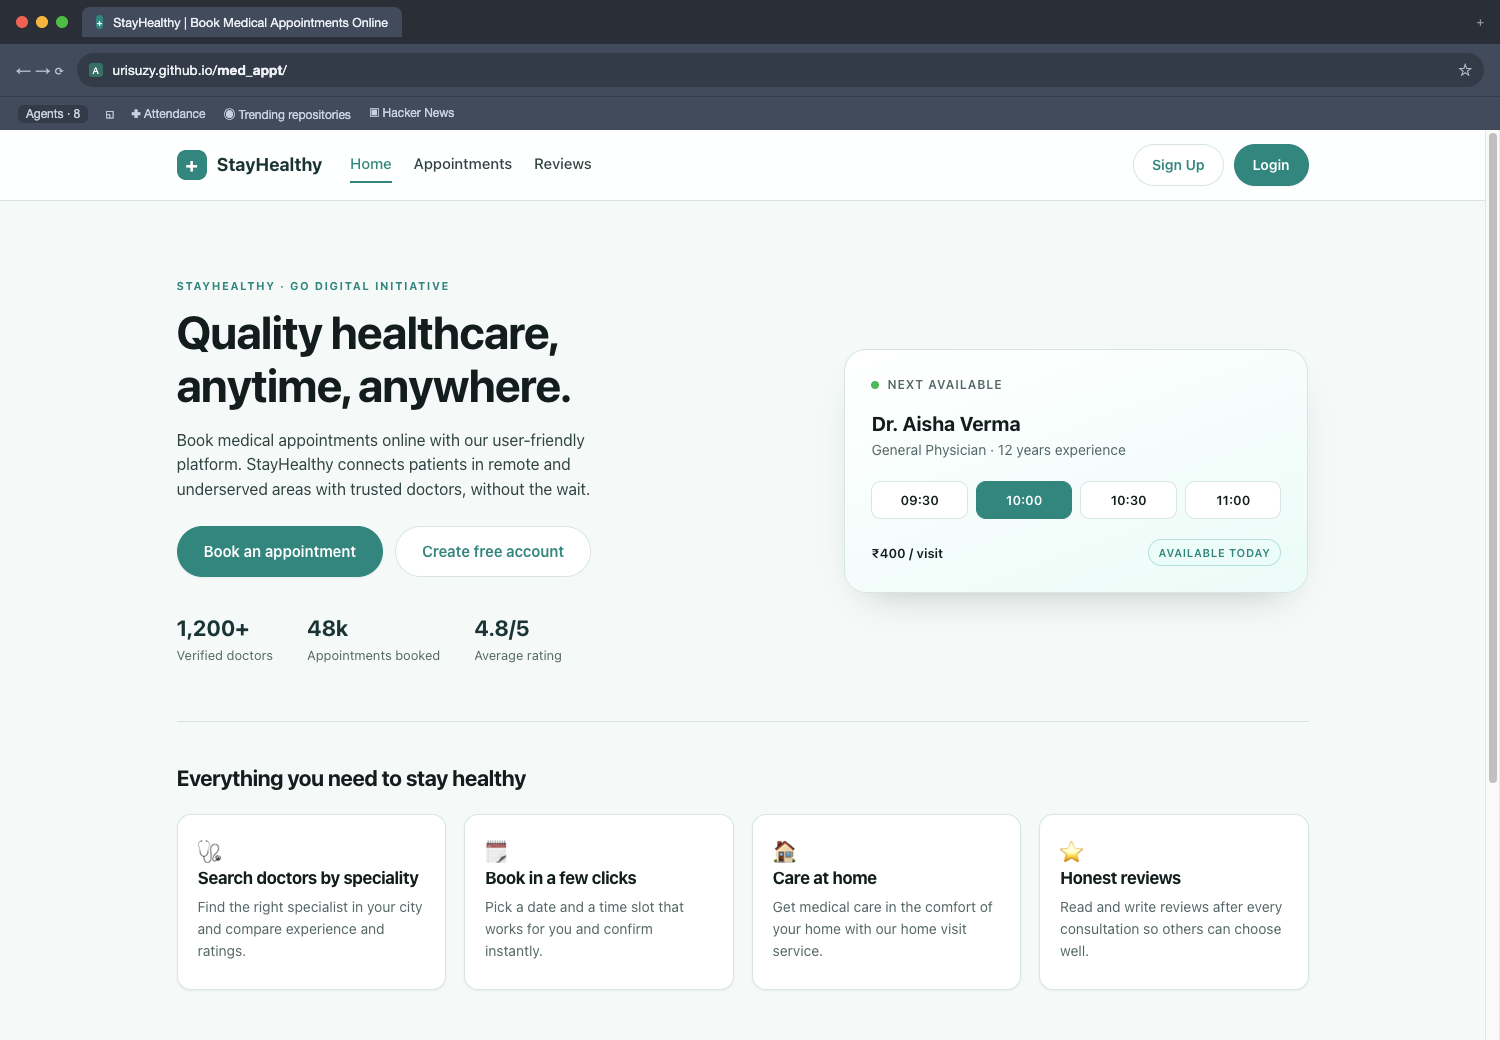 StayHealthy | Book Medical Appointments Online
urisuzy.github.io/med_appt/
Agents · 8
Attendance
Trending repositories
Hacker News
StayHealthy
Home
Appointments
Reviews
Sign Up
Login
STAYHEALTHY · GO DIGITAL INITIATIVE
Quality healthcare,
anytime, anywhere.
Book medical appointments online with our user-friendly
platform. StayHealthy connects patients in remote and
underserved areas with trusted doctors, without the wait.
Book an appointment
Create free account
1,200+
Verified doctors
48k
Appointments booked
4.8/5
Average rating
NEXT AVAILABLE
Dr. Aisha Verma
General Physician · 12 years experience
09:30
10:00
10:30
11:00
₹400 / visit
AVAILABLE TODAY
Everything you need to stay healthy
Search doctors by speciality
Find the right specialist in your city
and compare experience and
ratings.
Book in a few clicks
Pick a date and a time slot that
works for you and confirm
instantly.
Care at home
Get medical care in the comfort of
your home with our home visit
service.
Honest reviews
Read and write reviews after every
consultation so others can choose
well.